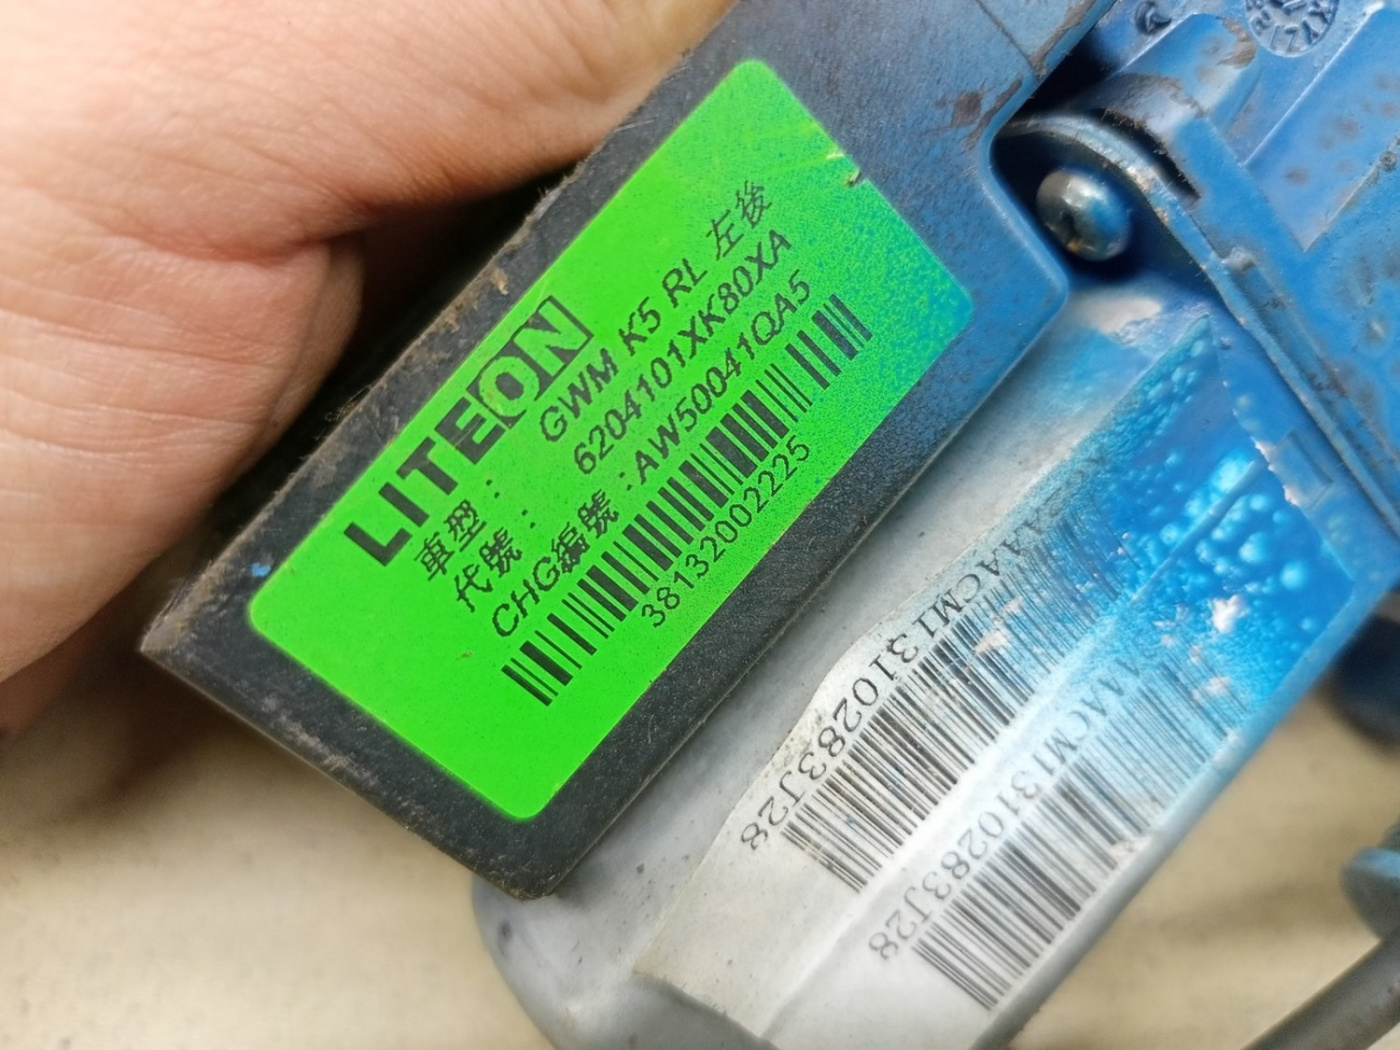 LITEON
車型： GWM K5 RL 左後
代號： 6204101XK80XA
CHG編號：AW50041QA5
38132002225
AACM1310283J28
AACM1310283J28